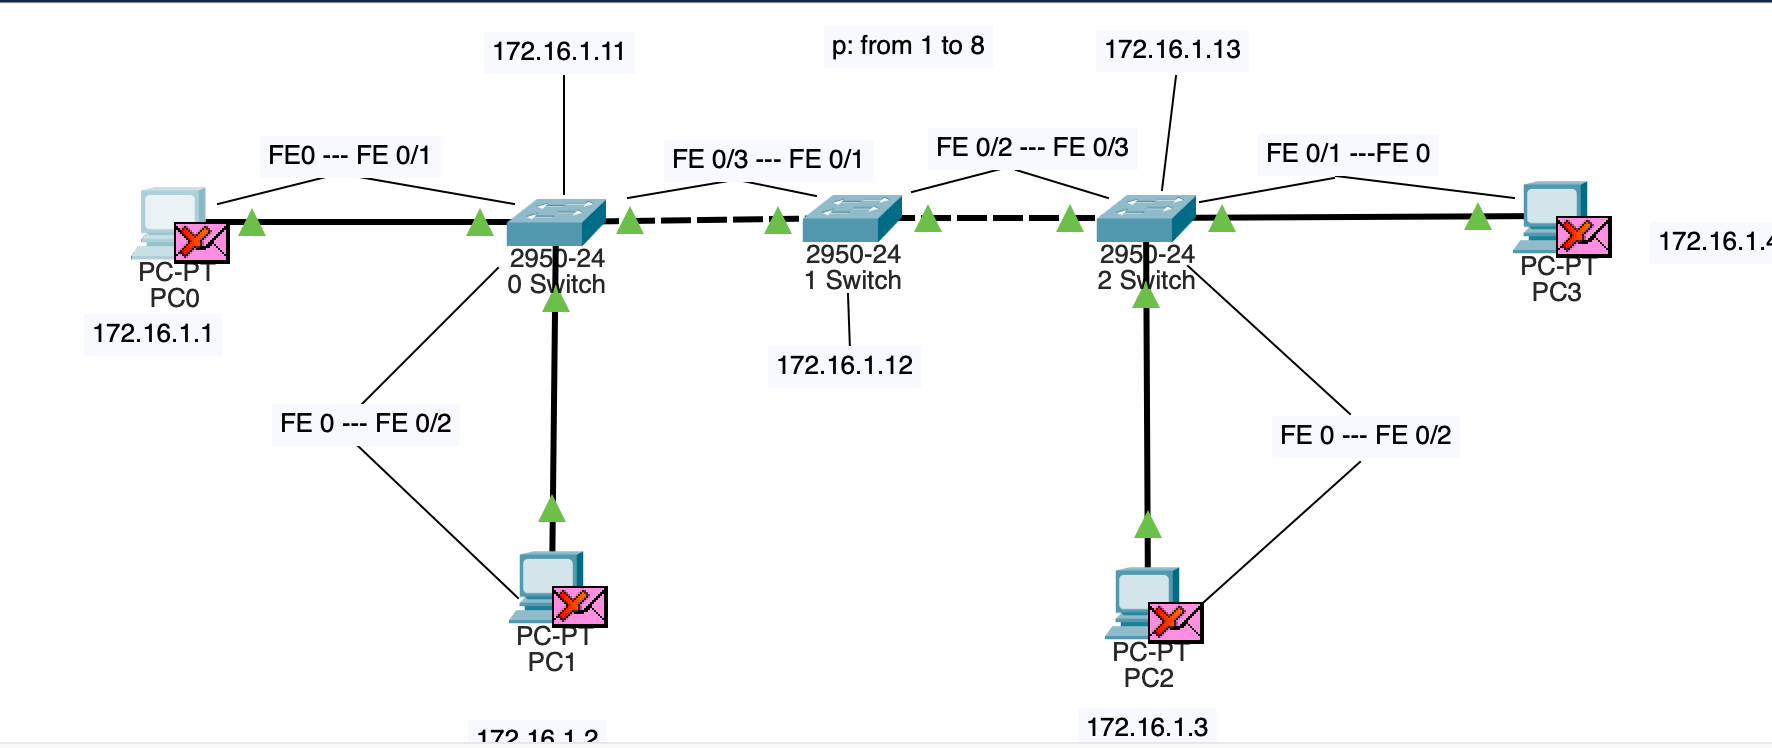 172.16.1.11
p: from 1 to 8
172.16.1.13
FE0 --- FE 0/1
FE 0/3 --- FE 0/1
FE 0/2 --- FE 0/3
FE 0/1 ---FE 0
PC-PT
PC0
172.16.1.1
2950-24
0 Switch
2950-24
1 Switch
2950-24
2 Switch
PC-PT
PC3
172.16.1.4
172.16.1.12
FE 0 --- FE 0/2
FE 0 --- FE 0/2
PC-PT
PC1
172.16.1.2
PC-PT
PC2
172.16.1.3